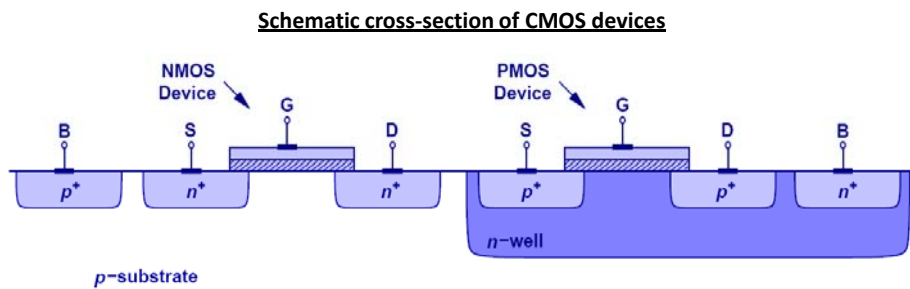 Schematic cross-section of CMOS devices
NMOS
Device
PMOS
Device
B
S
G
D
S
G
D
B
p+
n+
n+
p+
p+
n+
n-well
p-substrate